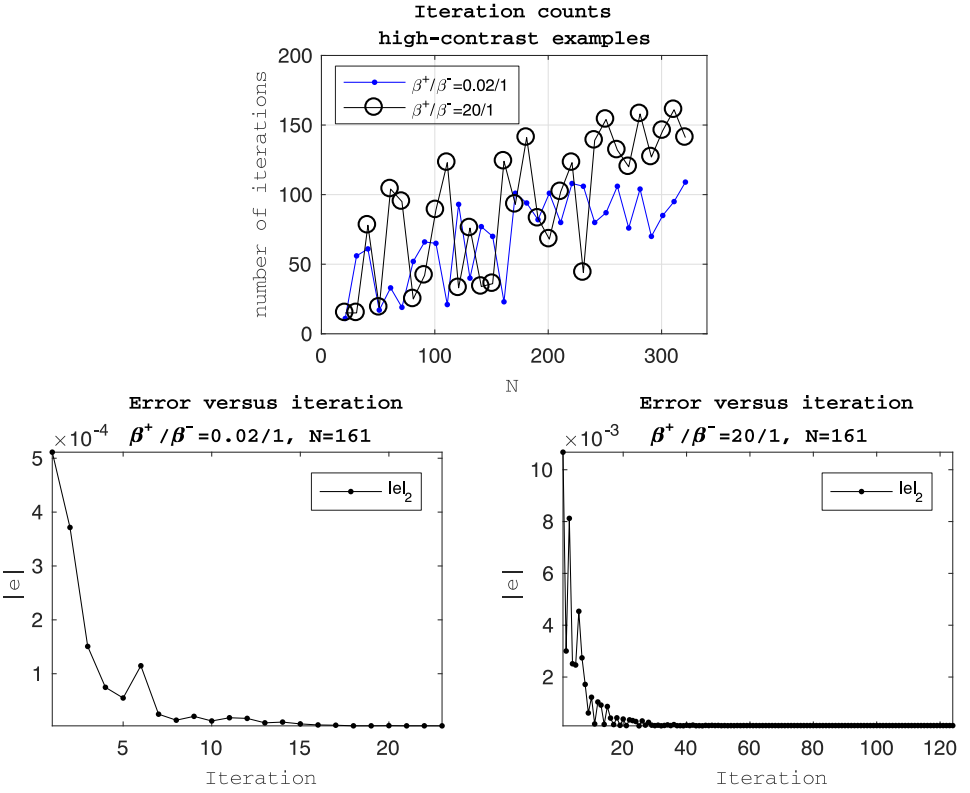 Iteration counts
high-contrast examples
number of iterations
200
150
100
50
0
β⁺/β⁻=0.02/1
β⁺/β⁻=20/1
0
100
200
300
N
Error versus iteration
β⁺/β⁻=0.02/1, N=161
×10⁻⁴
|e|
5
4
3
2
1
|e|₂
5
10
15
20
Iteration
Error versus iteration
β⁺/β⁻=20/1, N=161
×10⁻³
|e|
10
8
6
4
2
|e|₂
20
40
60
80
100
120
Iteration